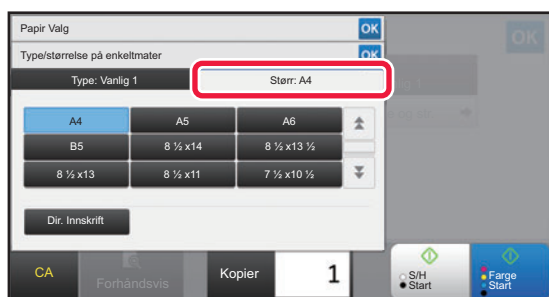 Papir Valg OK
Type/størrelse på enkeltmater OK
Type: Vanlig 1 Større: A4
A4 A5 A6
B5 8 ½ x14 8 ½ x13 ½
8 ½ x13 8 ½ x11 7 ½ x10 ½
Dir. Innskrift
OK
CA Forhåndsvis Kopier 1 S/H Start Farge Start